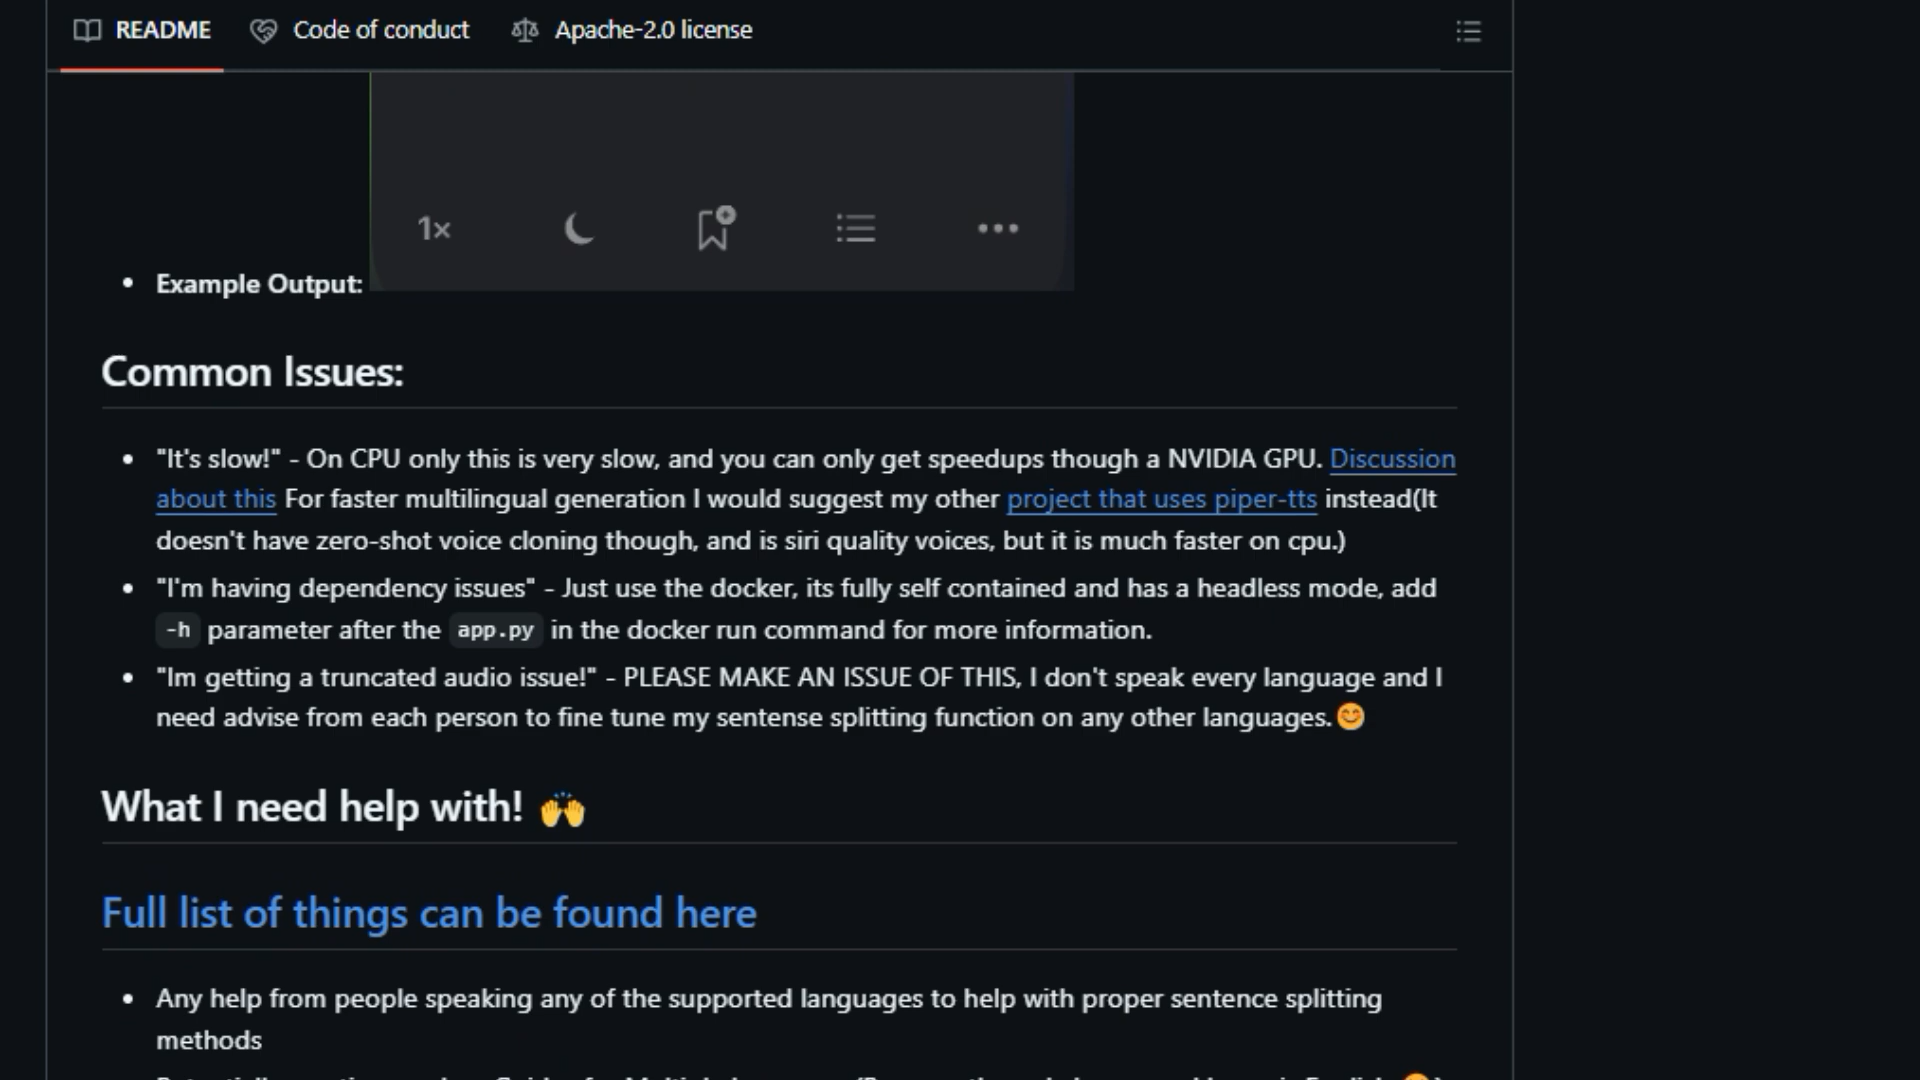 README Code of conduct Apache-2.0 license
1×
Example Output:
Common Issues:
"It's slow!" - On CPU only this is very slow, and you can only get speedups though a NVIDIA GPU. Discussion
about this For faster multilingual generation I would suggest my other project that uses piper-tts instead(It
doesn't have zero-shot voice cloning though, and is siri quality voices, but it is much faster on cpu.)
"I'm having dependency issues" - Just use the docker, its fully self contained and has a headless mode, add
-h parameter after the app.py in the docker run command for more information.
"Im getting a truncated audio issue!" - PLEASE MAKE AN ISSUE OF THIS, I don't speak every language and I
need advise from each person to fine tune my sentence splitting function on any other languages.😊
What I need help with! 🙌
Full list of things can be found here
Any help from people speaking any of the supported languages to help with proper sentence splitting
methods